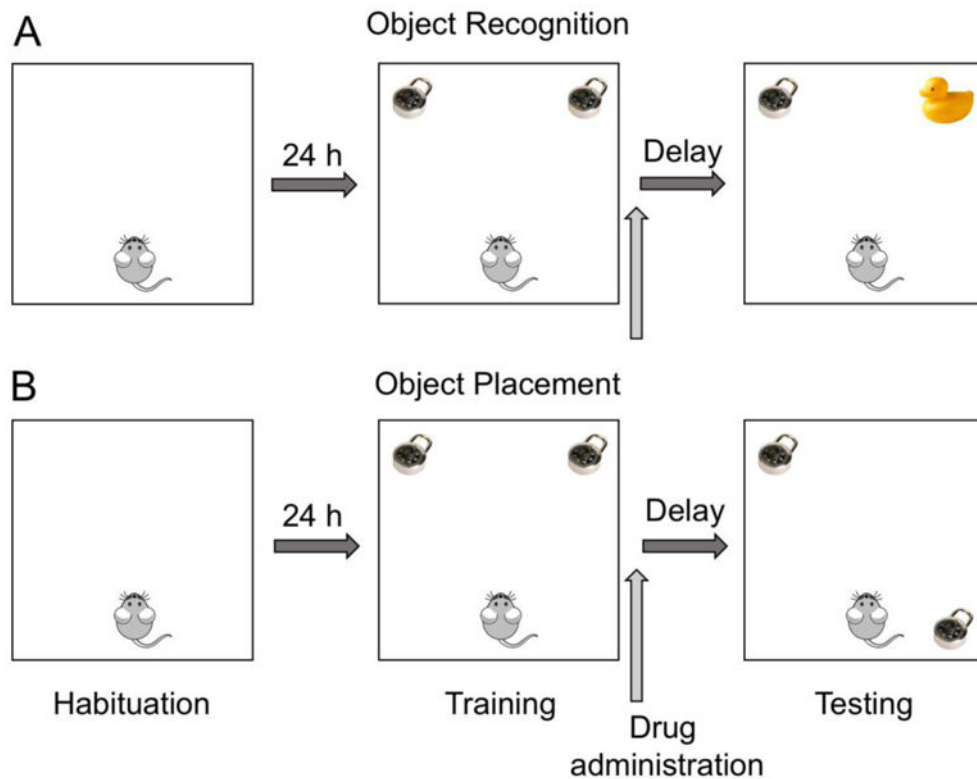 A
Object Recognition
24 h
Delay
B
Object Placement
24 h
Delay
Habituation
Training
Testing
Drug
administration